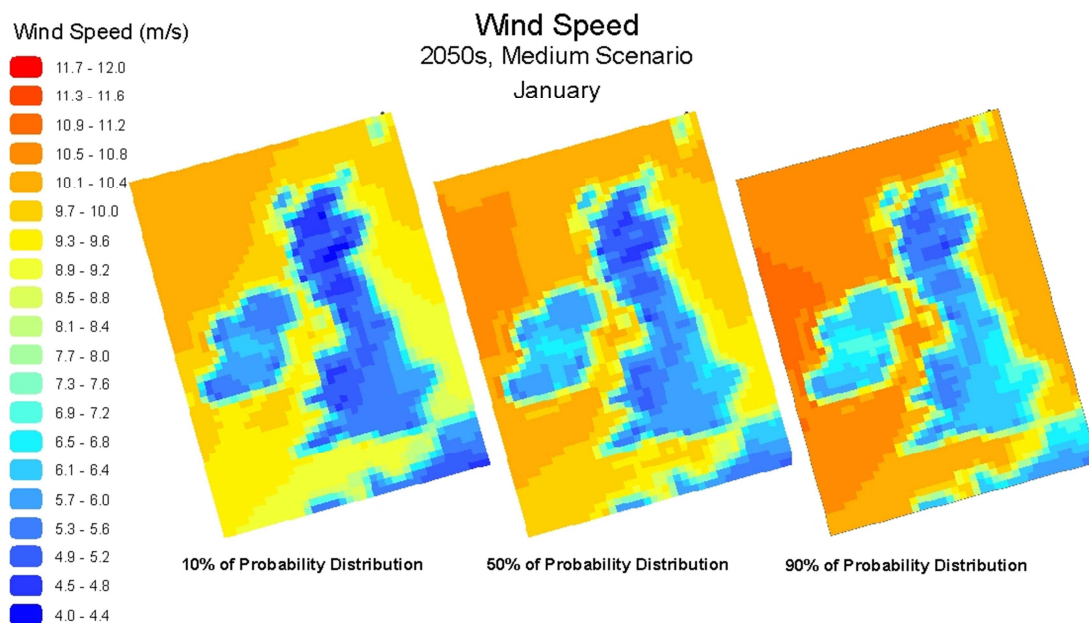 Wind Speed
2050s, Medium Scenario
January
Wind Speed (m/s)
11.7 - 12.0
11.3 - 11.6
10.9 - 11.2
10.5 - 10.8
10.1 - 10.4
9.7 - 10.0
9.3 - 9.6
8.9 - 9.2
8.5 - 8.8
8.1 - 8.4
7.7 - 8.0
7.3 - 7.6
6.9 - 7.2
6.5 - 6.8
6.1 - 6.4
5.7 - 6.0
5.3 - 5.6
4.9 - 5.2
4.5 - 4.8
4.0 - 4.4
10% of Probability Distribution
50% of Probability Distribution
90% of Probability Distribution